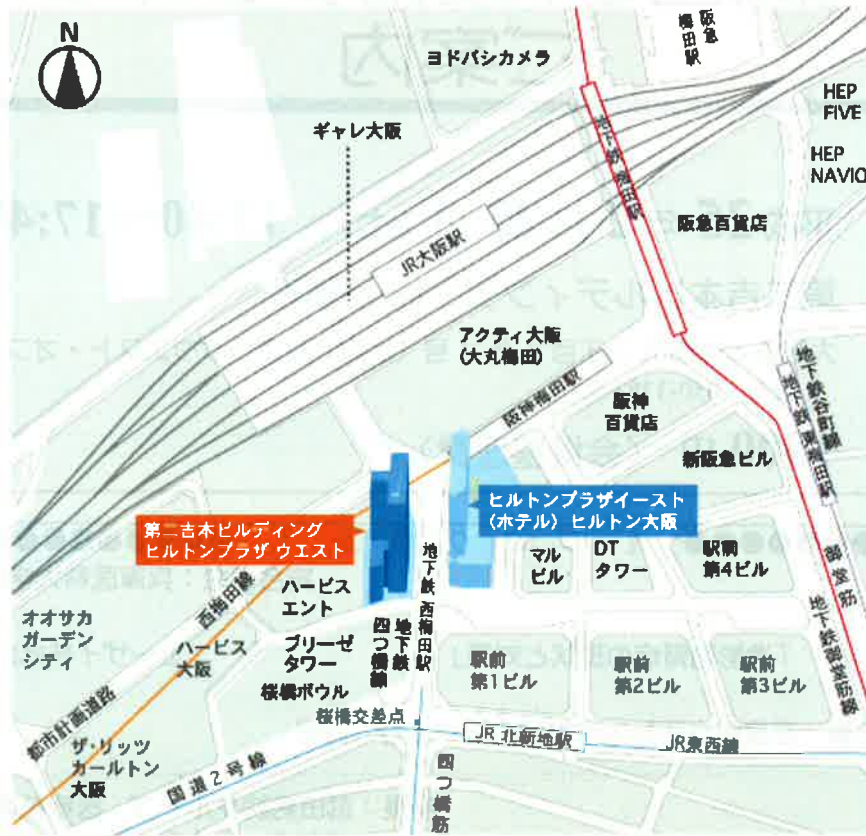 N
ヨドバシカメラ
阪急
梅田駅
HEP
FIVE
HEP
NAVIO
ギャレ大阪
地下鉄 梅田駅
阪急百貨店
JR大阪駅
アクティ大阪
(大丸梅田)
阪神梅田駅
阪神
百貨店
新阪急ビル
地下鉄谷町線
地下鉄 東梅田駅
第二吉本ビルディング
ヒルトンプラザ ウエスト
ヒルトンプラザイースト
(ホテル) ヒルトン大阪
マル
ビル
DT
タワー
駅前
第4ビル
御堂筋
地下鉄御堂筋線
西梅田線
ハービス
エント
地下鉄 西梅田駅
地下鉄
四つ橋線
オオサカ
ガーデン
シティ
ハービス
大阪
ブリーゼ
タワー
桜橋ボウル
桜橋交差点
駅前
第1ビル
駅前
第2ビル
駅前
第3ビル
都市計画道路
ザ・リッツ
カールトン
大阪
国道2号線
JR 北新地駅
JR東西線
四つ橋筋